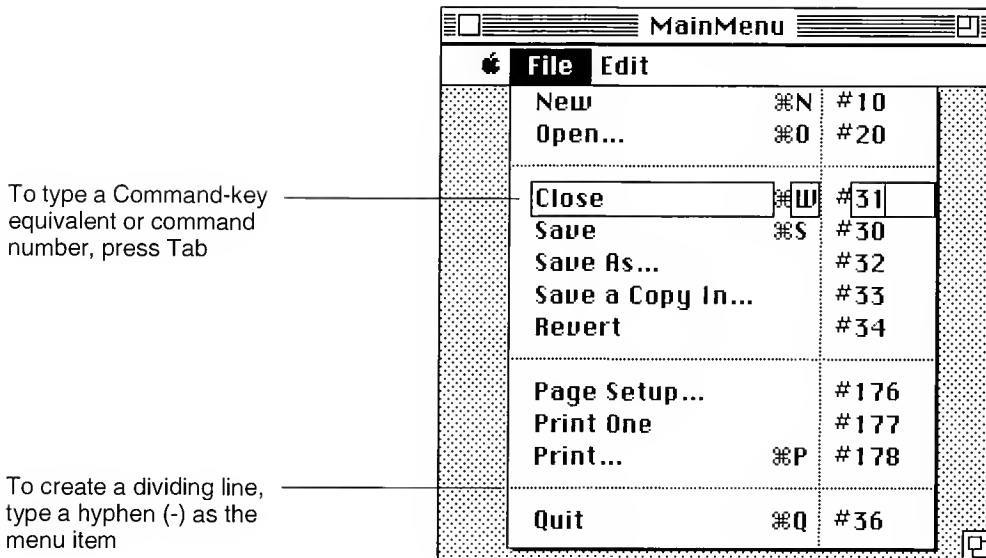 MainMenu
File Edit
New ⌘N #10
Open... ⌘O #20
To type a Command-key
equivalent or command
number, press Tab
Close ⌘W #31
Save ⌘S #30
Save As... #32
Save a Copy In... #33
Revert #34
Page Setup... #176
Print One #177
Print... ⌘P #178
To create a dividing line,
type a hyphen (-) as the
menu item
Quit ⌘Q #36